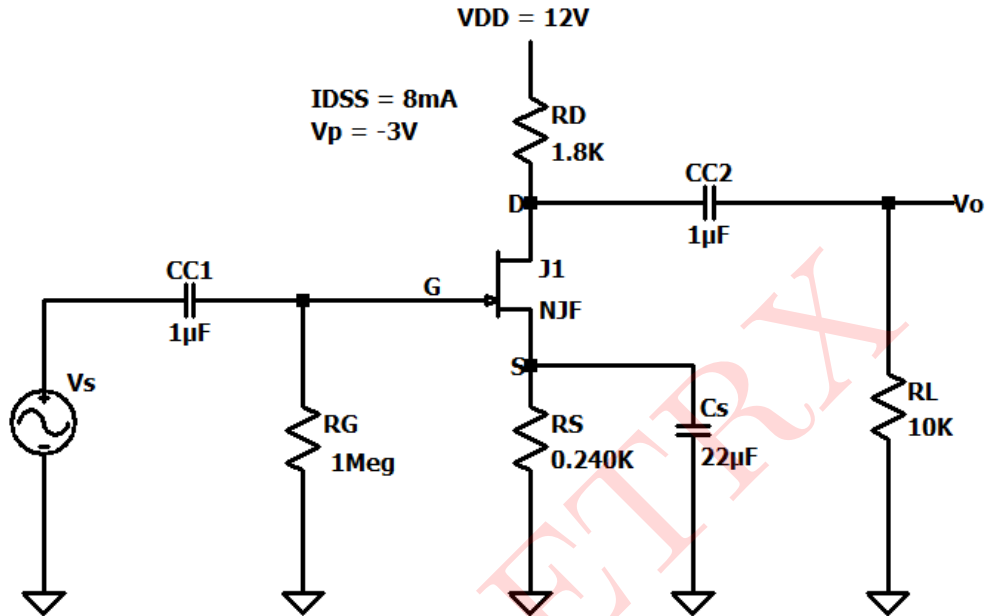 VDD = 12V
IDSS = 8mA
Vp = -3V
RD
1.8K
CC2
1µF
D
Vo
J1
NJF
CC1
1µF
G
S
Vs
RG
1Meg
RS
0.240K
Cs
22µF
RL
10K
ETRX